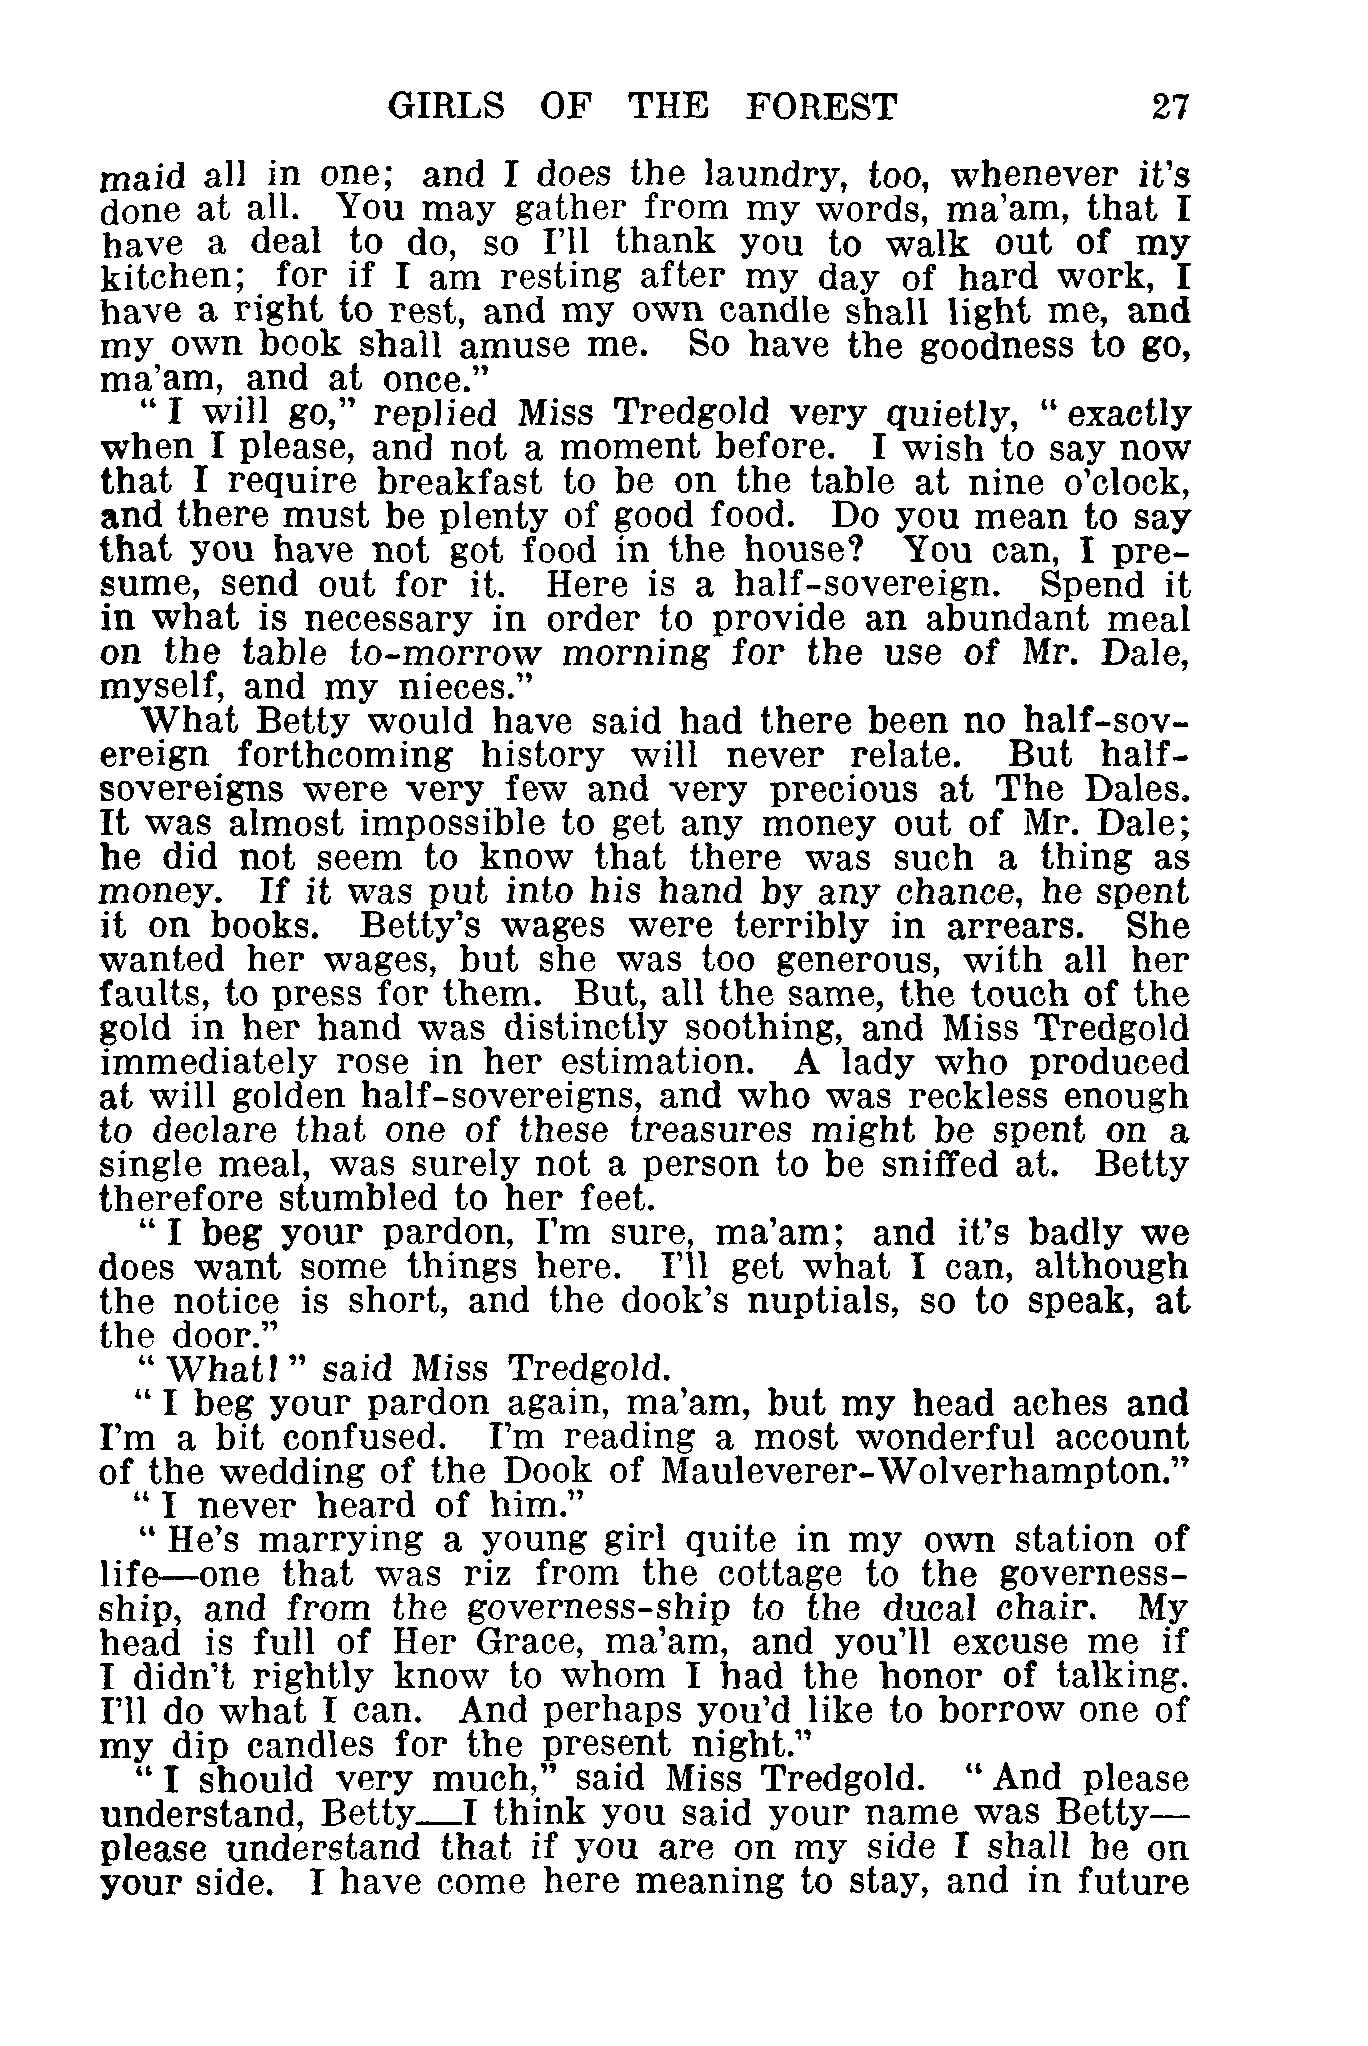 GIRLS OF THE FOREST 27
maid all in one; and I does the laundry, too, whenever it's
done at all. You may gather from my words, ma'am, that I
have a deal to do, so I'll thank you to walk out of my
kitchen; for if I am resting after my day of hard work, I
have a right to rest, and my own candle shall light me, and
my own book shall amuse me. So have the goodness to go,
ma'am, and at once."
"I will go," replied Miss Tredgold very quietly, "exactly
when I please, and not a moment before. I wish to say now
that I require breakfast to be on the table at nine o'clock,
and there must be plenty of good food. Do you mean to say
that you have not got food in the house? You can, I pre-
sume, send out for it. Here is a half-sovereign. Spend it
in what is necessary in order to provide an abundant meal
on the table to-morrow morning for the use of Mr. Dale,
myself, and my nieces."
What Betty would have said had there been no half-sov-
ereign forthcoming history will never relate. But half-
sovereigns were very few and very precious at The Dales.
It was almost impossible to get any money out of Mr. Dale;
he did not seem to know that there was such a thing as
money. If it was put into his hand by any chance, he spent
it on books. Betty's wages were terribly in arrears. She
wanted her wages, but she was too generous, with all her
faults, to press for them. But, all the same, the touch of the
gold in her hand was distinctly soothing, and Miss Tredgold
immediately rose in her estimation. A lady who produced
at will golden half-sovereigns, and who was reckless enough
to declare that one of these treasures might be spent on a
single meal, was surely not a person to be sniffed at. Betty
therefore stumbled to her feet.
"I beg your pardon, I'm sure, ma'am; and it's badly we
does want some things here. I'll get what I can, although
the notice is short, and the dook's nuptials, so to speak, at
the door."
"What!" said Miss Tredgold.
"I beg your pardon again, ma'am, but my head aches and
I'm a bit confused. I'm reading a most wonderful account
of the wedding of the Dook of Mauleverer-Wolverhampton."
"I never heard of him."
"He's marrying a young girl quite in my own station of
life—one that was riz from the cottage to the governess-
ship, and from the governess-ship to the ducal chair. My
head is full of Her Grace, ma'am, and you'll excuse me if
I didn't rightly know to whom I had the honor of talking.
I'll do what I can. And perhaps you'd like to borrow one of
my dip candles for the present night."
"I should very much," said Miss Tredgold. "And please
understand, Betty—I think you said your name was Betty—
please understand that if you are on my side I shall be on
your side. I have come here meaning to stay, and in future